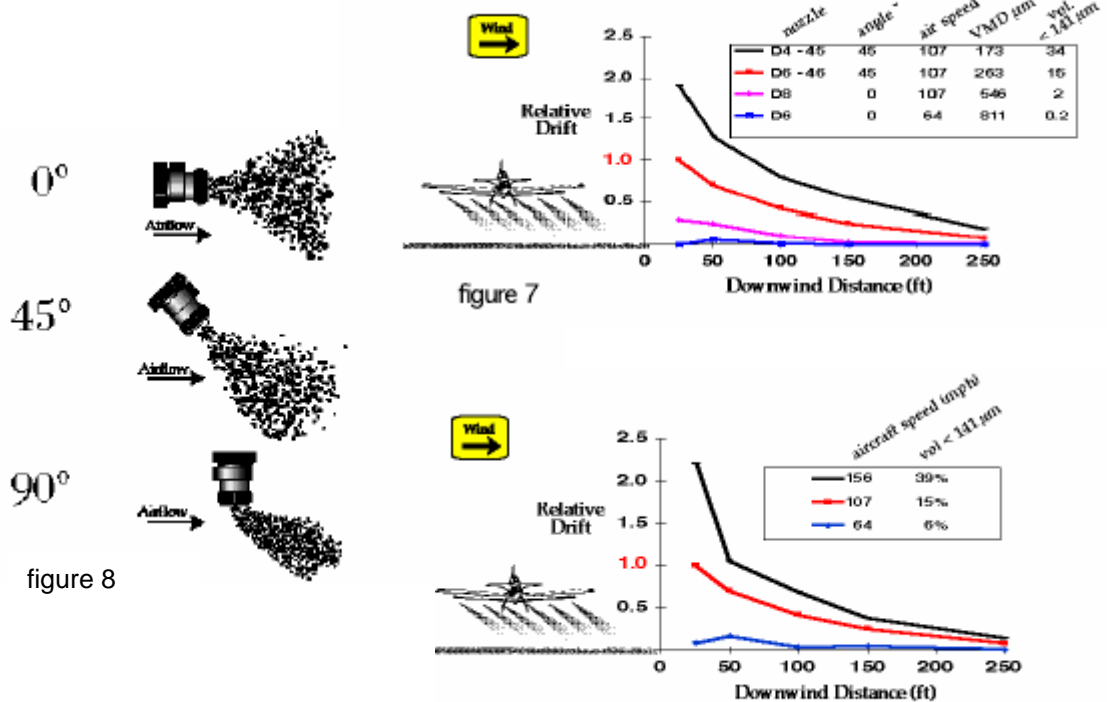 0°
Airflow
45°
Airflow
90°
Airflow
figure 8
Wind
nozzle angle air speed VMD µm vol. < 141 µm
D4 - 45 45 107 173 34
D6 - 46 45 107 263 15
D8 0 107 546 2
D6 0 64 811 0.2
Relative
Drift
2.5
2.0
1.5
1.0
0.5
50 100 150 200 250
Downwind Distance (ft)
figure 7
Wind
aircraft speed (mph) vol < 141 µm
156 39%
107 15%
64 6%
Relative
Drift
2.5
2.0
1.5
1.0
0.5
0 50 100 150 200 250
Downwind Distance (ft)